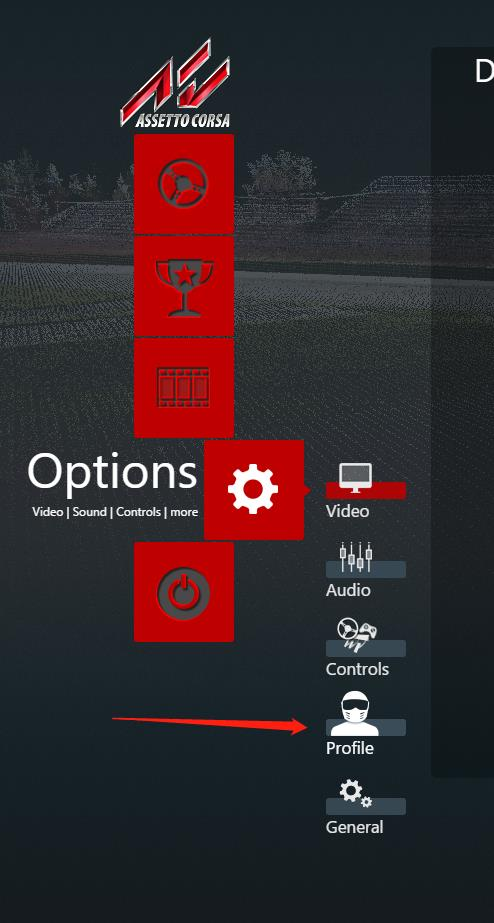 ASSETTO CORSA
D
Options
Video | Sound | Controls | more
Video
Audio
Controls
Profile
General